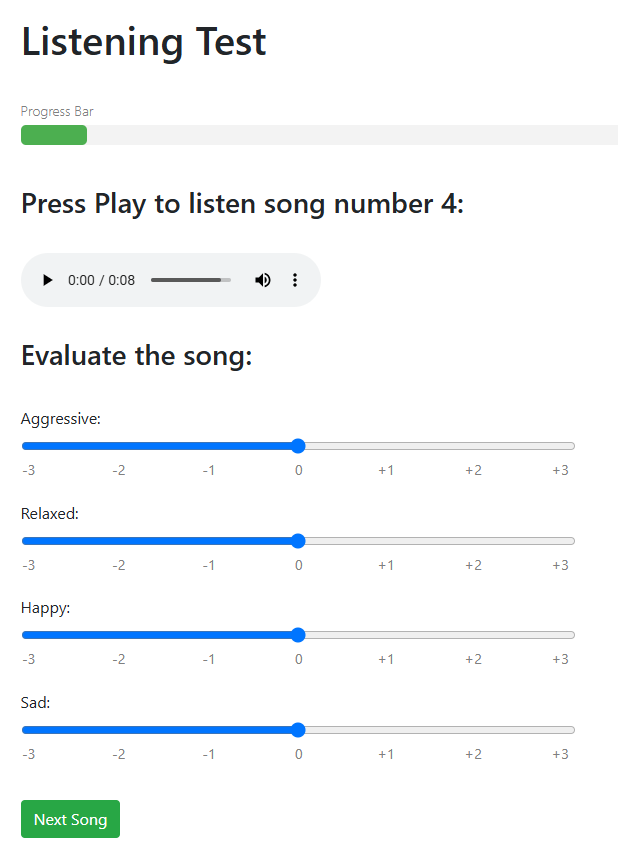 Listening Test
Progress Bar
Press Play to listen song number 4:
0:00 / 0:08
Evaluate the song:
Aggressive:
-3 -2 -1 0 +1 +2 +3
Relaxed:
-3 -2 -1 0 +1 +2 +3
Happy:
-3 -2 -1 0 +1 +2 +3
Sad:
-3 -2 -1 0 +1 +2 +3
Next Song